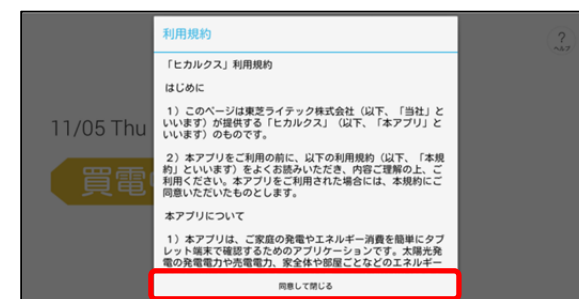 利用規約
?
ヘルプ
「ヒカルクス」利用規約
はじめに
1）このページは東芝ライテック株式会社（以下、「当社」と
いいます）が提供する「ヒカルクス」（以下、「本アプリ」と
いいます）のものです。
11/05 Thu
2）本アプリをご利用の前に、以下の利用規約（以下、「本規
約」といいます）をよくお読みいただき、内容ご理解の上、ご
利用ください。本アプリをご利用された場合には、本規約にご
同意いただいたものとします。
買電
本アプリについて
1）本アプリは、ご家庭の発電やエネルギー消費を簡単にタブ
レット端末で確認するためのアプリケーションです。太陽光発
電の発電電力や売電電力、家全体や部屋ごとなどのエネルギー
同意して閉じる